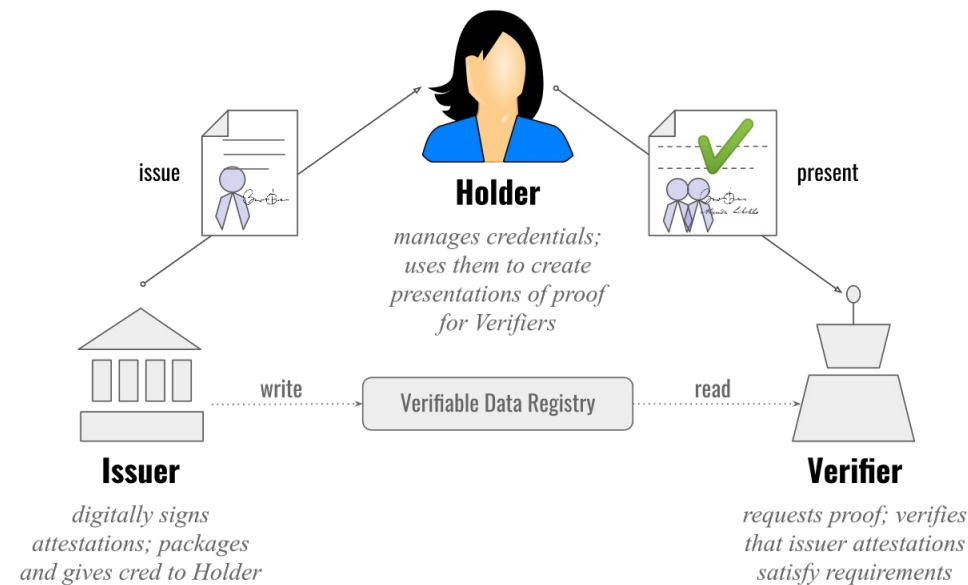 issue
present
Holder
manages credentials;
uses them to create
presentations of proof
for Verifiers
write
Verifiable Data Registry
read
Issuer
digitally signs
attestations; packages
and gives cred to Holder
Verifier
requests proof; verifies
that issuer attestations
satisfy requirements